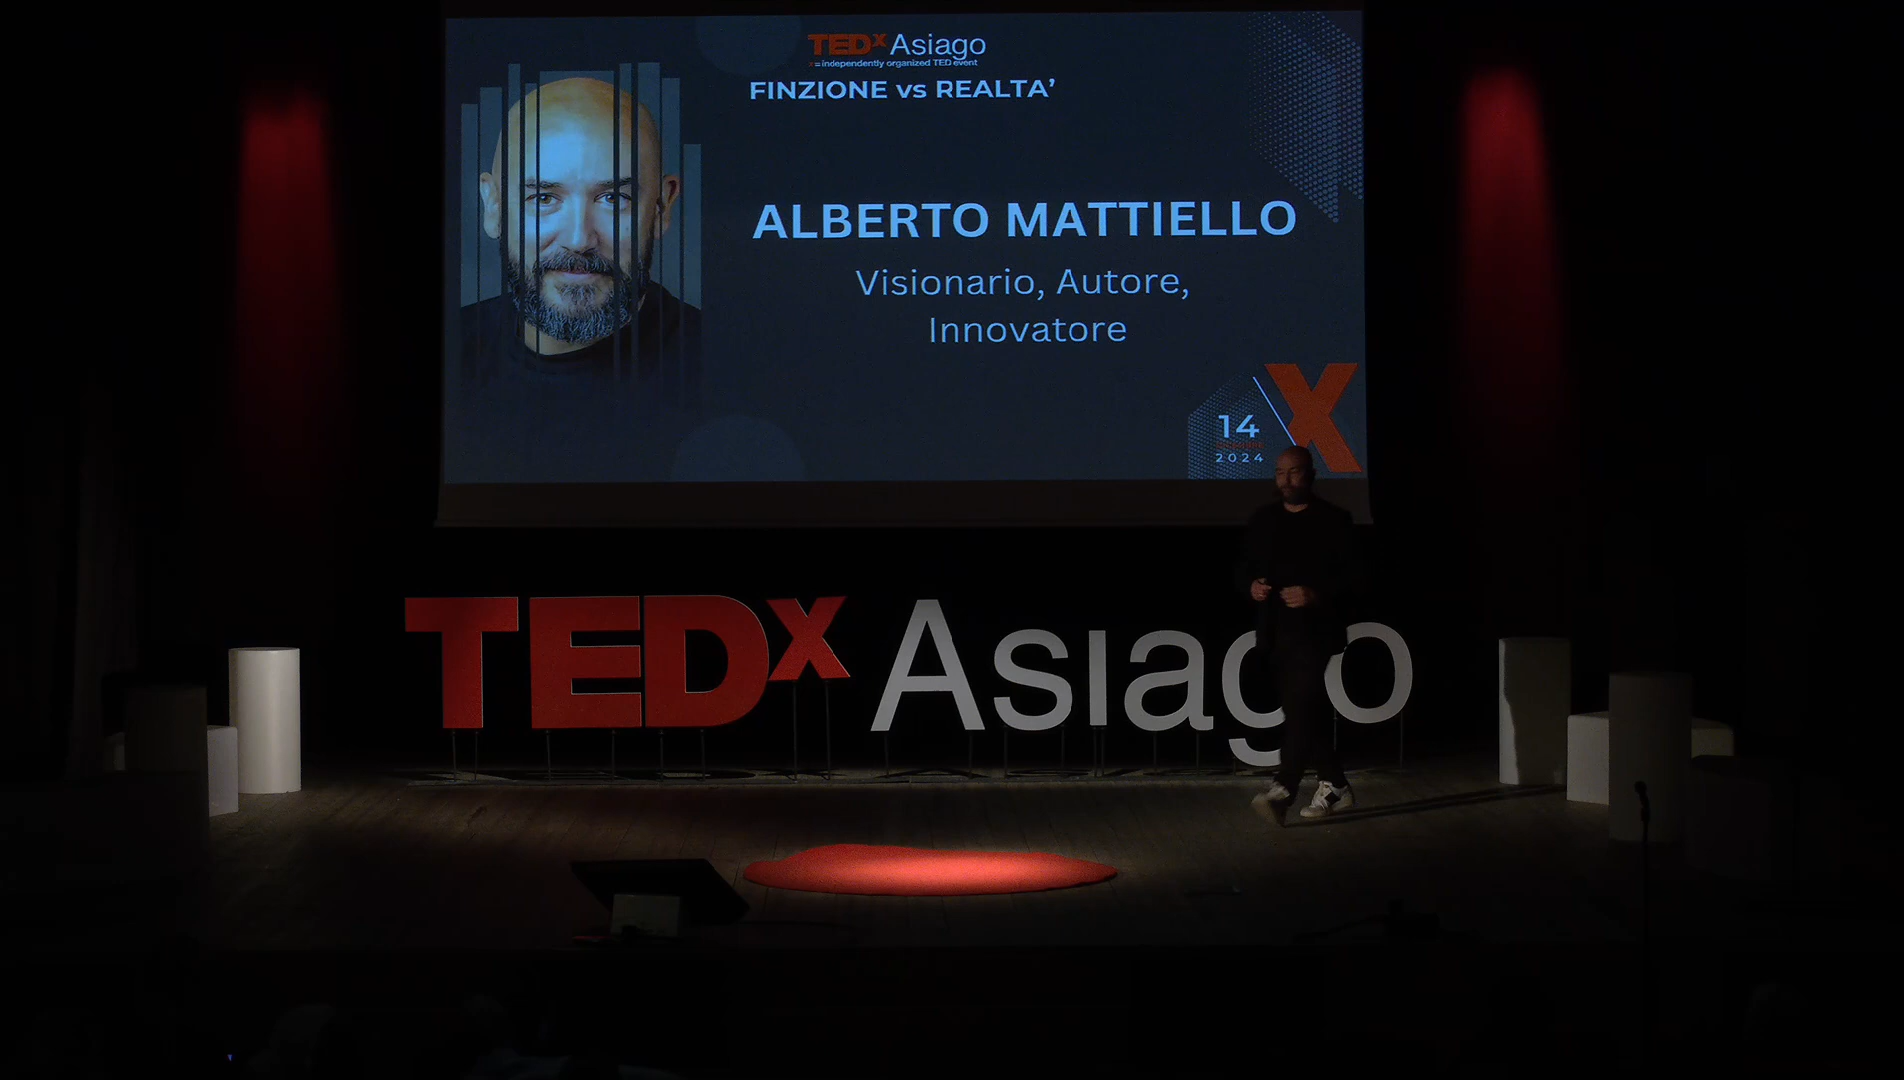 TEDx Asiago
x = independently organized TED event
FINZIONE vs REALTA’
ALBERTO MATTIELLO
Visionario, Autore,
Innovatore
14
2024
X
TEDx Asiago